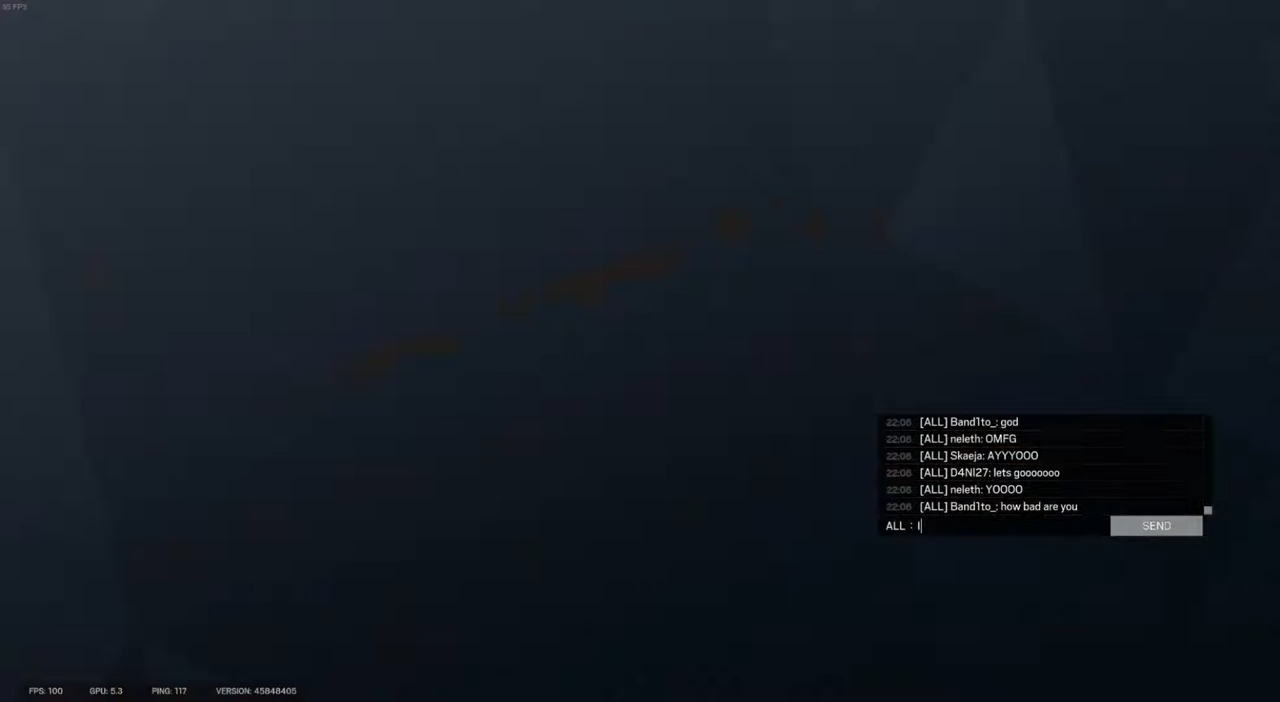 55 FPS
22:06 [ALL] Band1to_: god
22:06 [ALL] neleth: OMFG
22:06 [ALL] Skaeja: AYYYOOO
22:06 [ALL] D4NI27: lets gooooooo
22:06 [ALL] neleth: YOOOO
22:06 [ALL] Band1to_: how bad are you
ALL : l
SEND
FPS: 100 GPU: 5.3 PING: 117 VERSION: 45848405